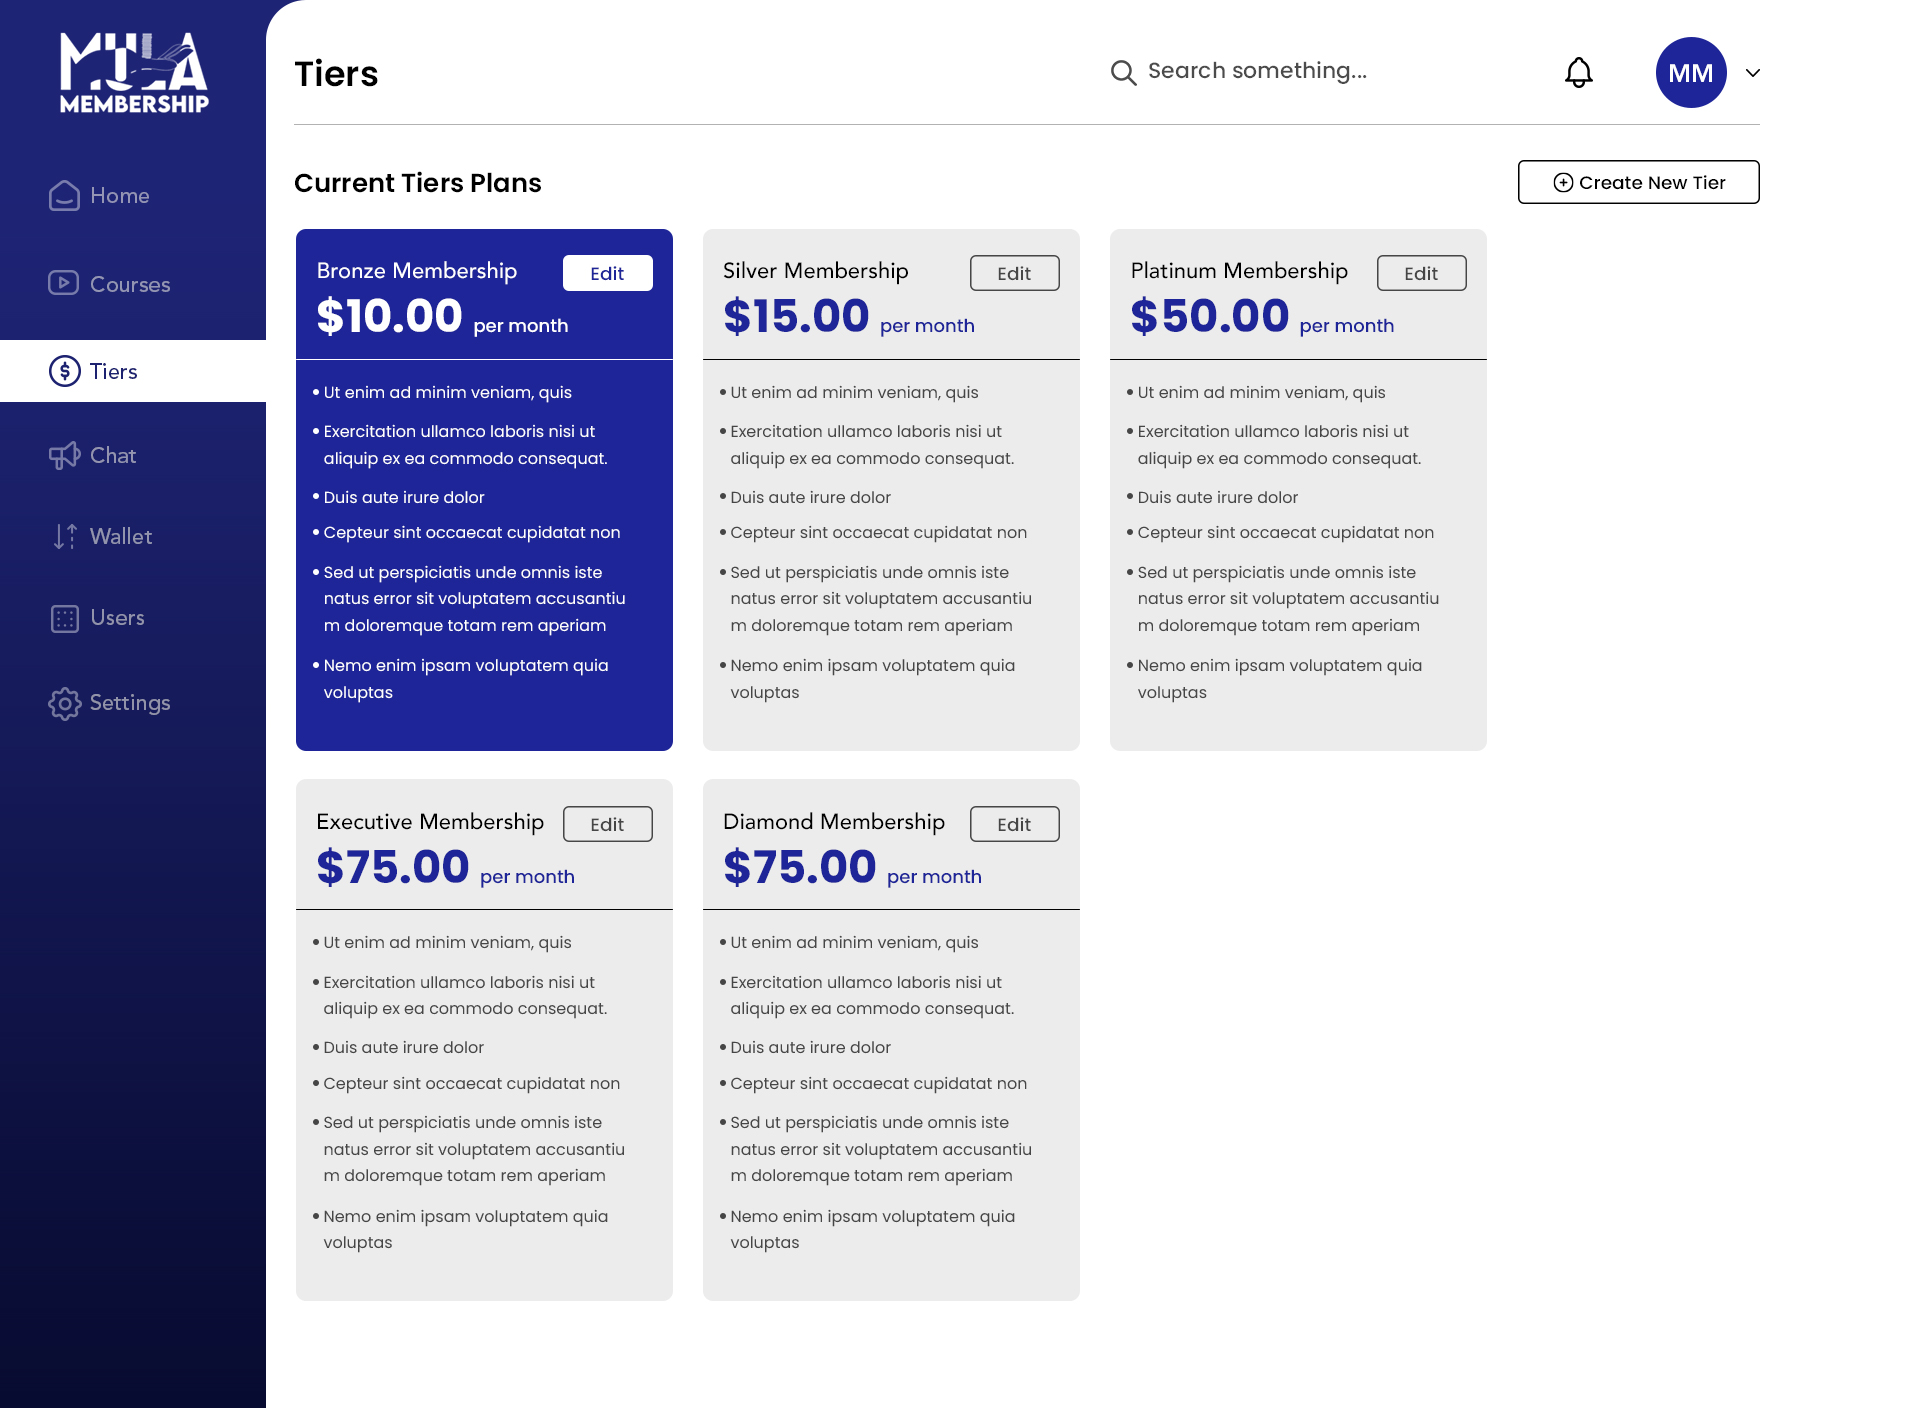 MULA
MEMBERSHIP
Home
Courses
Tiers
Chat
Wallet
Users
Settings
Tiers
Search something...
MM
Current Tiers Plans
Create New Tier
Bronze Membership
Edit
$10.00 per month
• Ut enim ad minim veniam, quis
• Exercitation ullamco laboris nisi ut
aliquip ex ea commodo consequat.
• Duis aute irure dolor
• Cepteur sint occaecat cupidatat non
• Sed ut perspiciatis unde omnis iste
natus error sit voluptatem accusantiu
m doloremque totam rem aperiam
• Nemo enim ipsam voluptatem quia
voluptas
Silver Membership
Edit
$15.00 per month
• Ut enim ad minim veniam, quis
• Exercitation ullamco laboris nisi ut
aliquip ex ea commodo consequat.
• Duis aute irure dolor
• Cepteur sint occaecat cupidatat non
• Sed ut perspiciatis unde omnis iste
natus error sit voluptatem accusantiu
m doloremque totam rem aperiam
• Nemo enim ipsam voluptatem quia
voluptas
Platinum Membership
Edit
$50.00 per month
• Ut enim ad minim veniam, quis
• Exercitation ullamco laboris nisi ut
aliquip ex ea commodo consequat.
• Duis aute irure dolor
• Cepteur sint occaecat cupidatat non
• Sed ut perspiciatis unde omnis iste
natus error sit voluptatem accusantiu
m doloremque totam rem aperiam
• Nemo enim ipsam voluptatem quia
voluptas
Executive Membership
Edit
$75.00 per month
• Ut enim ad minim veniam, quis
• Exercitation ullamco laboris nisi ut
aliquip ex ea commodo consequat.
• Duis aute irure dolor
• Cepteur sint occaecat cupidatat non
• Sed ut perspiciatis unde omnis iste
natus error sit voluptatem accusantiu
m doloremque totam rem aperiam
• Nemo enim ipsam voluptatem quia
voluptas
Diamond Membership
Edit
$75.00 per month
• Ut enim ad minim veniam, quis
• Exercitation ullamco laboris nisi ut
aliquip ex ea commodo consequat.
• Duis aute irure dolor
• Cepteur sint occaecat cupidatat non
• Sed ut perspiciatis unde omnis iste
natus error sit voluptatem accusantiu
m doloremque totam rem aperiam
• Nemo enim ipsam voluptatem quia
voluptas